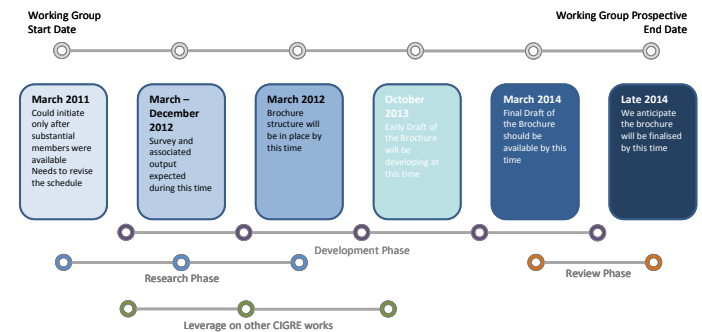 Working Group
Start Date
Working Group Prospective
End Date
March 2011
Could initiate
only after
substantial
members were
available
Needs to revise
the schedule
March –
December
2012
Survey and
associated
output
expected
during this time
March 2012
Brochure
structure will
be in place by
this time
October
2013
Early Draft of
the Brochure
will be
developing at
this time
March 2014
Final Draft of
the Brochure
should be
available by this
time
Late 2014
We anticipate
the brochure
will be finalised
by this time
Development Phase
Research Phase
Review Phase
Leverage on other CIGRE works